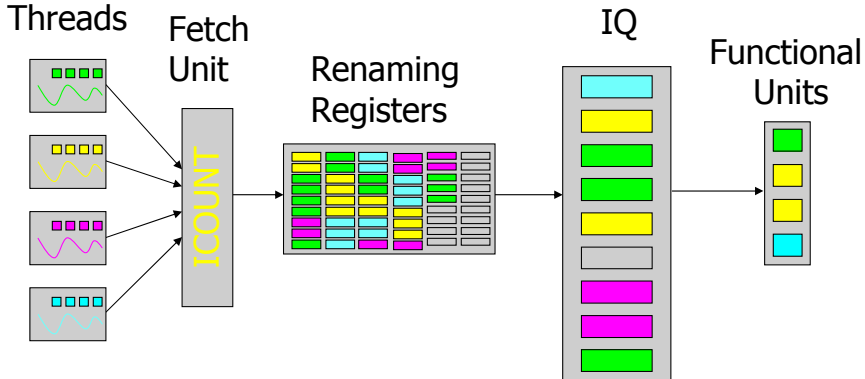 Threads
Fetch
Unit
ICOUNT
Renaming
Registers
IQ
Functional
Units